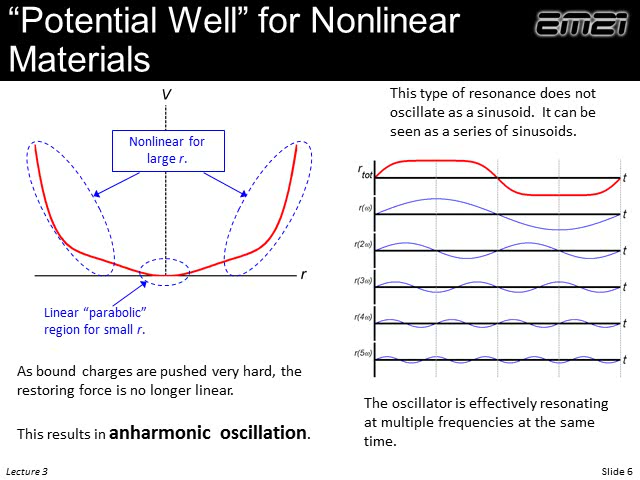 “Potential Well” for Nonlinear
Materials
EM21
V
Nonlinear for
large r.
r
Linear “parabolic”
region for small r.
As bound charges are pushed very hard, the
restoring force is no longer linear.
This results in anharmonic oscillation.
This type of resonance does not
oscillate as a sinusoid. It can be
seen as a series of sinusoids.
r tot
t
r(ω)
t
r(2ω)
t
r(3ω)
t
r(4ω)
t
r(5ω)
t
The oscillator is effectively resonating
at multiple frequencies at the same
time.
Lecture 3
Slide 6